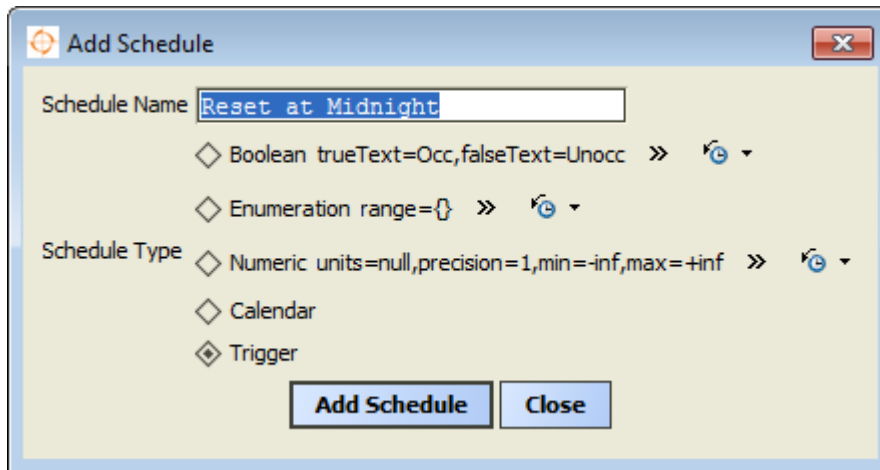 Add Schedule
Schedule Name Reset at Midnight
Boolean trueText=Occ,falseText=Unocc »
Enumeration range={} »
Schedule Type
Numeric units=null,precision=1,min=-inf,max=+inf »
Calendar
Trigger
Add Schedule Close